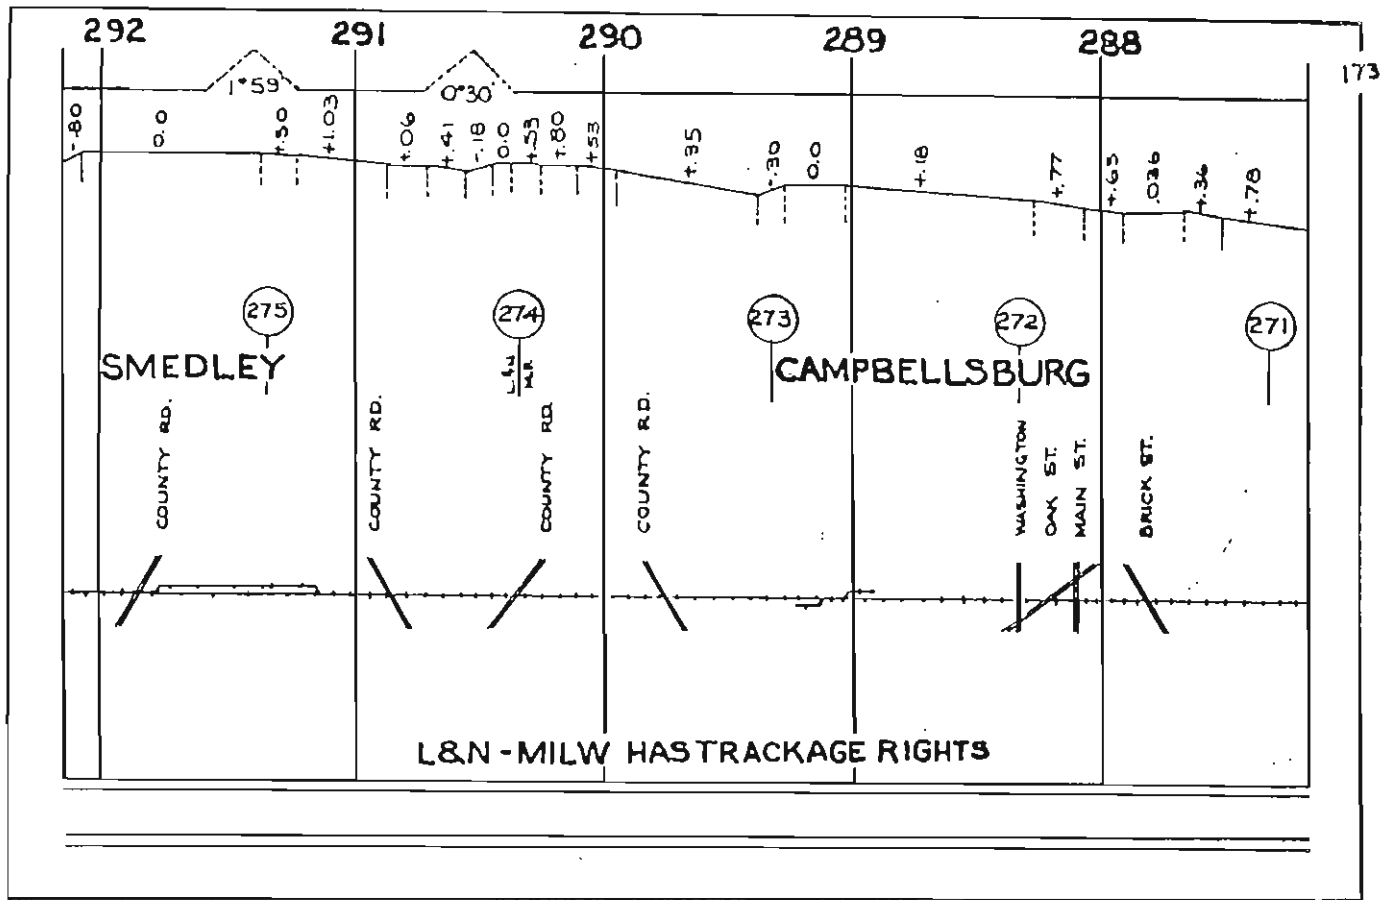 292 291 290 289 288
173
1°59' 0°30'
-.80 0.0 +.50 +1.03 +.06 +.41 -.18 0.0 +.53 +.80 +.53 +.35 -.30 0.0 +.18 +.77 +.65 .036 +.36 +.78
275 274 273 272 271
SMEDLEY CAMPBELLSBURG
L&N
M.P.
COUNTY RD. COUNTY RD. COUNTY RD. COUNTY RD. WASHINGTON OAK ST. MAIN ST. BRICK ST.
L&N - MILW HAS TRACKAGE RIGHTS